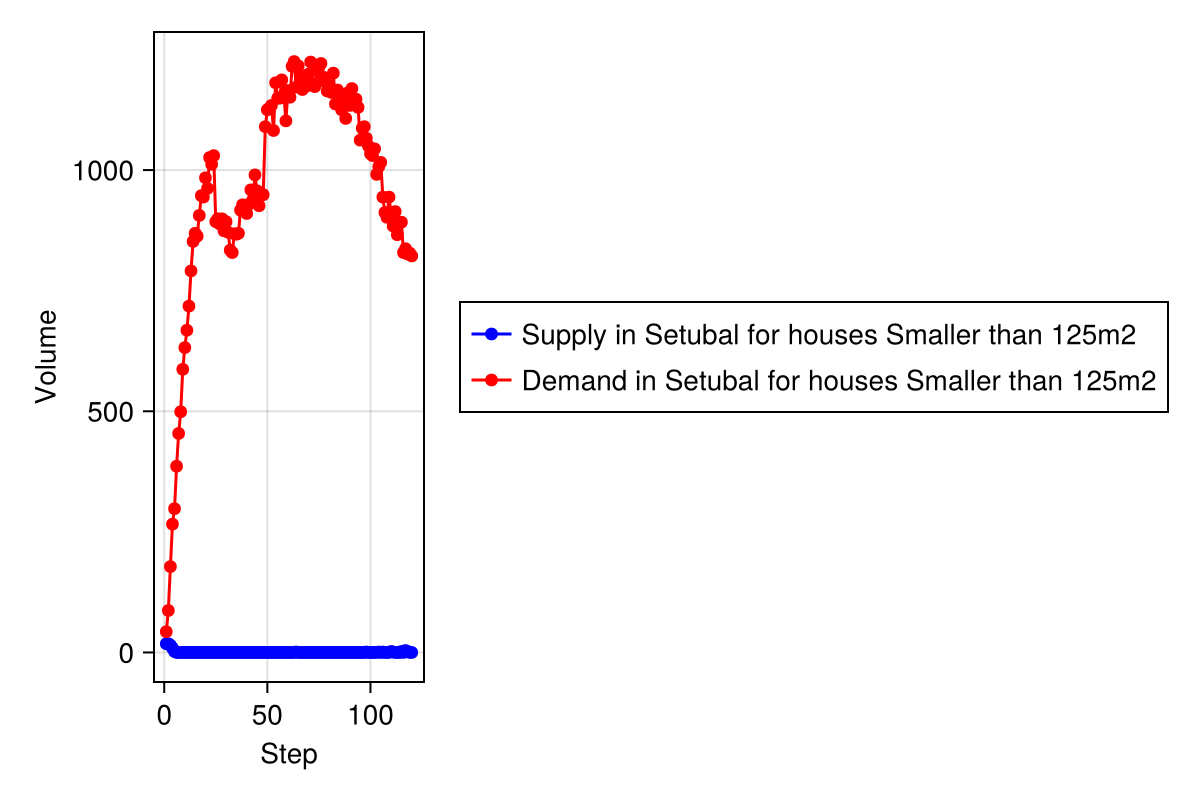 Volume
1000
500
0
0 50 100
Step
Supply in Setubal for houses Smaller than 125m2
Demand in Setubal for houses Smaller than 125m2